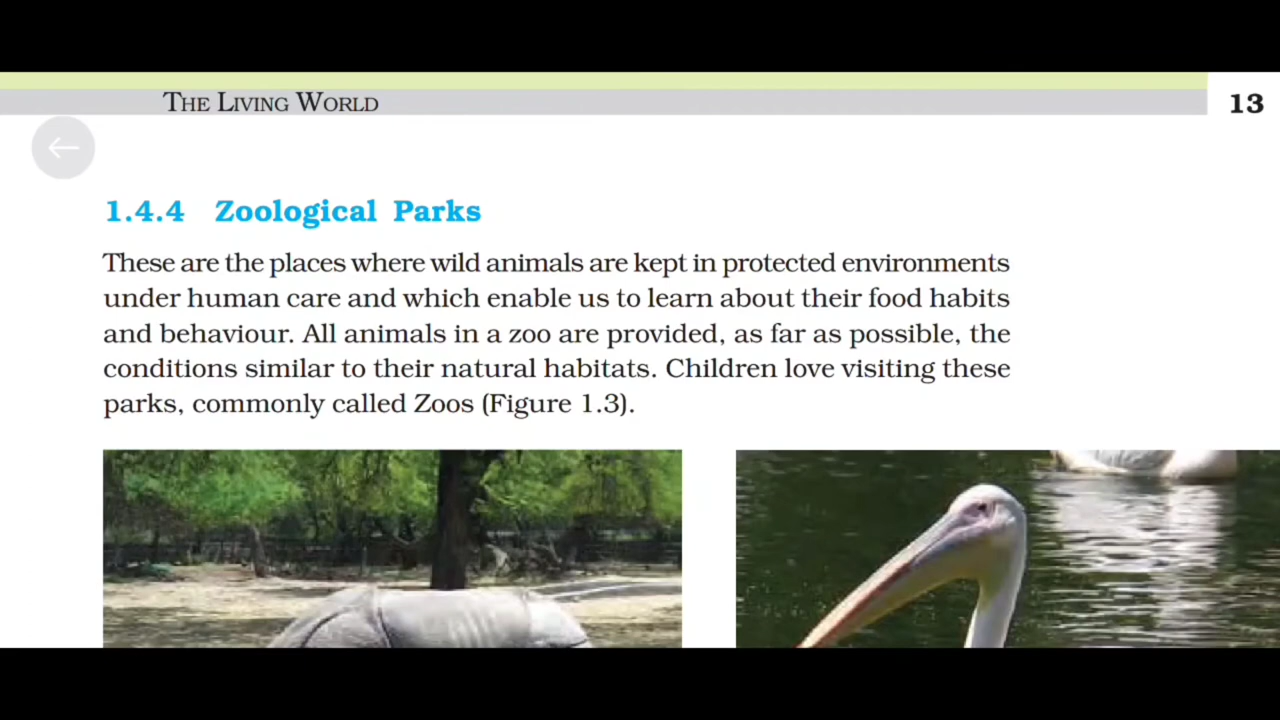 THE LIVING WORLD
13
1.4.4 Zoological Parks
These are the places where wild animals are kept in protected environments
under human care and which enable us to learn about their food habits
and behaviour. All animals in a zoo are provided, as far as possible, the
conditions similar to their natural habitats. Children love visiting these
parks, commonly called Zoos (Figure 1.3).